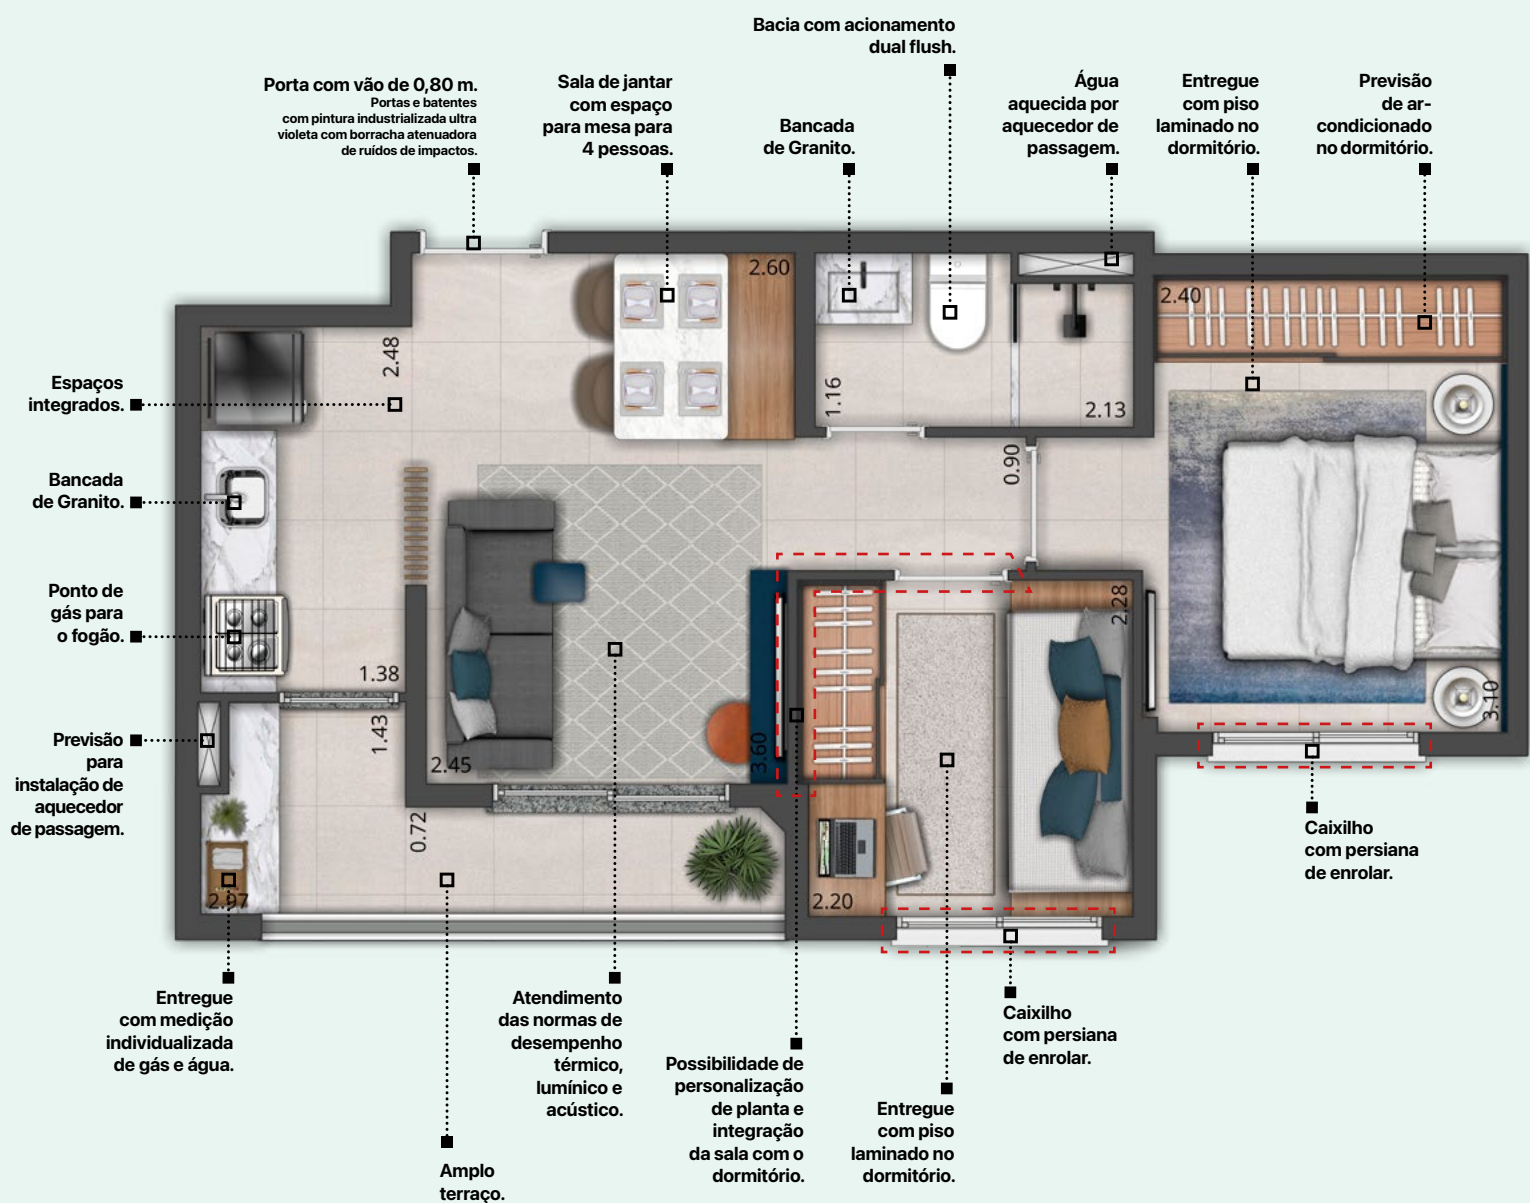 Bacia com acionamento
dual flush.
Porta com vão de 0,80 m.
Portas e batentes
com pintura industrializada ultra
violeta com borracha atenuadora
de ruídos de impactos.
Sala de jantar
com espaço
para mesa para
4 pessoas.
Bancada
de Granito.
Água
aquecida por
aquecedor de
passagem.
Entregue
com piso
laminado no
dormitório.
Previsão
de ar-
condicionado
no dormitório.
2.60
2.40
2.48
1.16
2.13
Espaços
integrados.
0.90
Bancada
de Granito.
Ponto de
gás para
o fogão.
2.28
1.38
3.10
1.43
2.45
3.60
Previsão
para
instalação de
aquecedor
de passagem.
0.72
2.97
2.20
Caixilho
com persiana
de enrolar.
Entregue
com medição
individualizada
de gás e água.
Atendimento
das normas de
desempenho
térmico,
lumínico e
acústico.
Caixilho
com persiana
de enrolar.
Possibilidade de
personalização
de planta e
integração
da sala com o
dormitório.
Entregue
com piso
laminado no
dormitório.
Amplo
terraço.